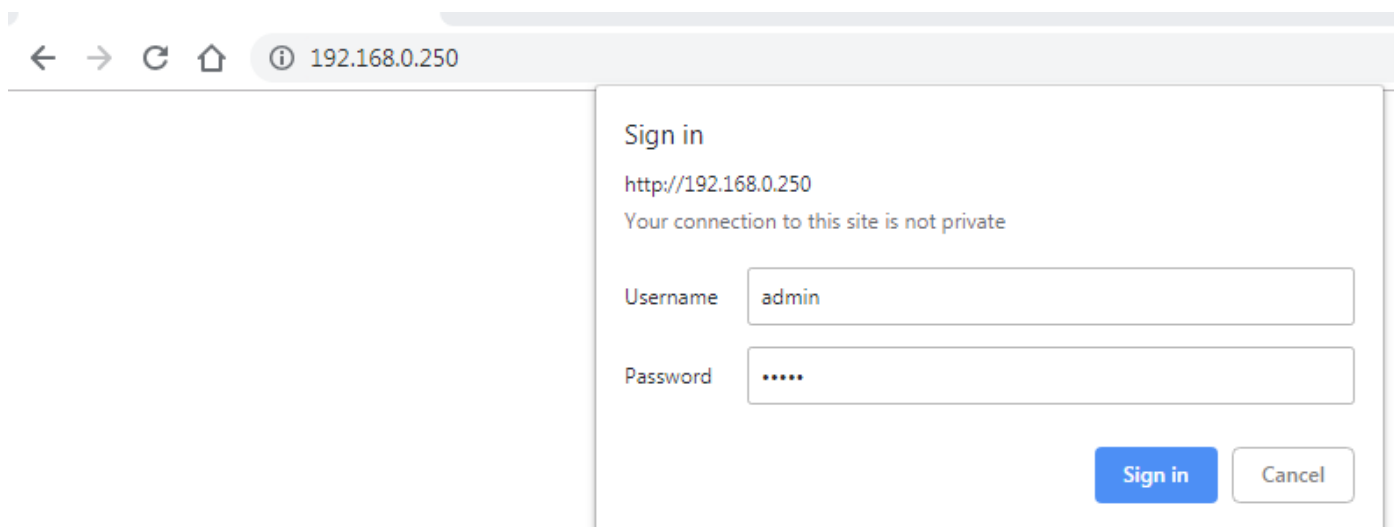 192.168.0.250
Sign in
http://192.168.0.250
Your connection to this site is not private
Username admin
Password •••••
Sign in Cancel